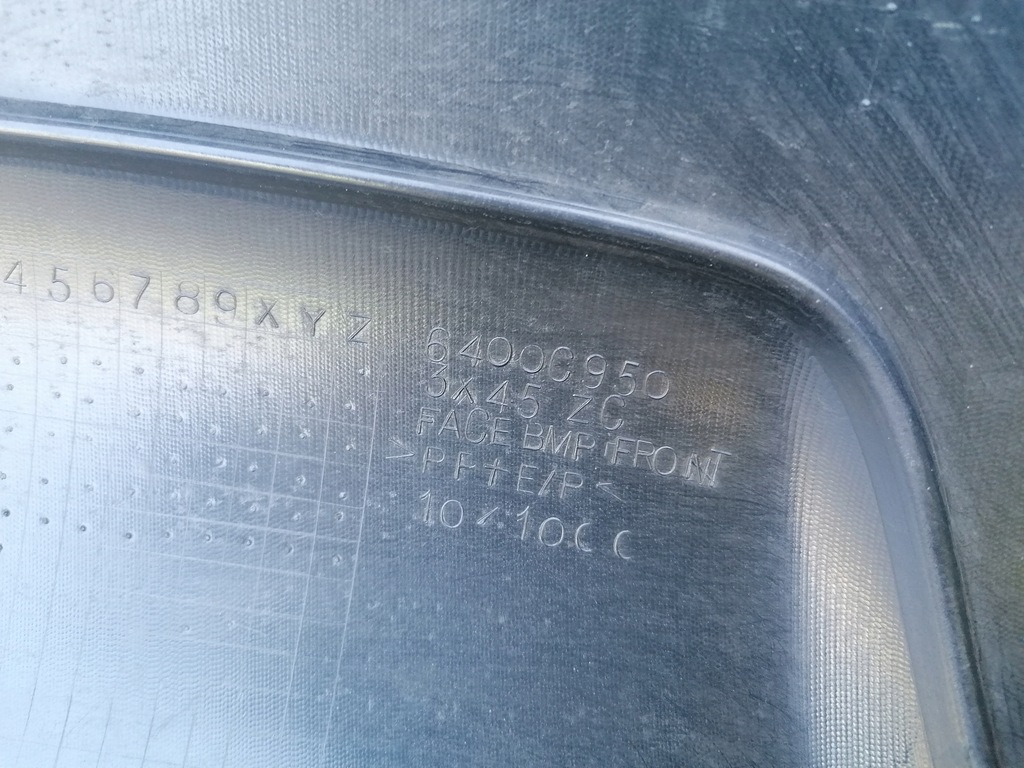 456789XYZ
6400C950
3X45 ZC
FACE BMP FRONT
>PP+E/P<